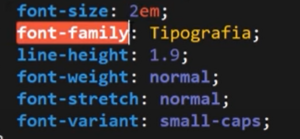 font-size: 2em;
font-family: Tipografia;
line-height: 1.9;
font-weight: normal;
font-stretch: normal;
font-variant: small-caps;